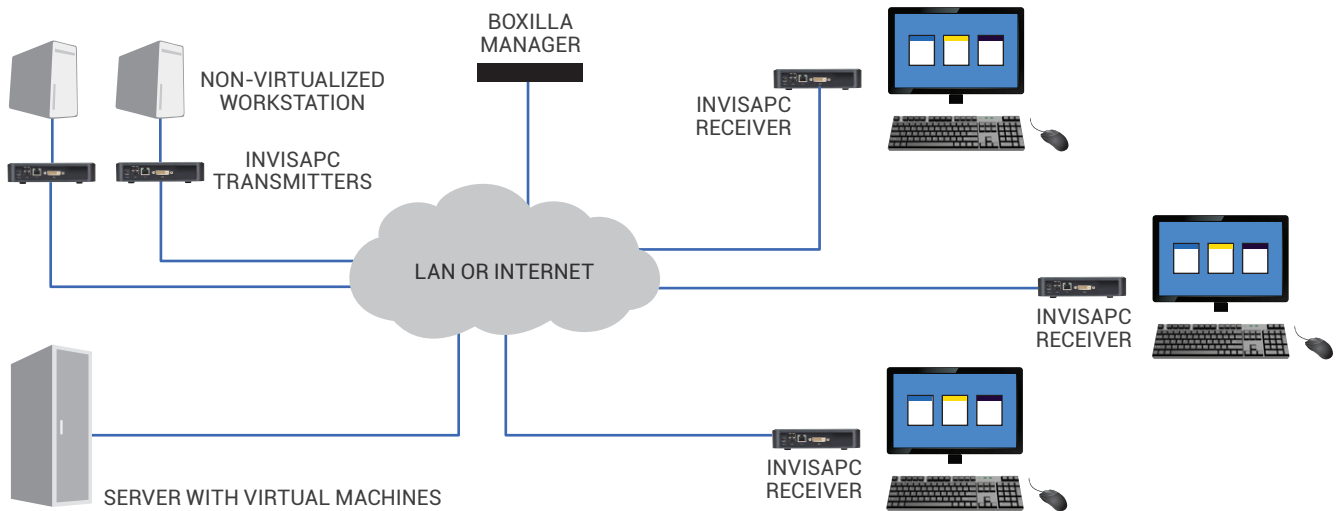 BOXILLA
MANAGER
NON-VIRTUALIZED
WORKSTATION
INVISAPC
RECEIVER
INVISAPC
TRANSMITTERS
LAN OR INTERNET
INVISAPC
RECEIVER
INVISAPC
RECEIVER
SERVER WITH VIRTUAL MACHINES